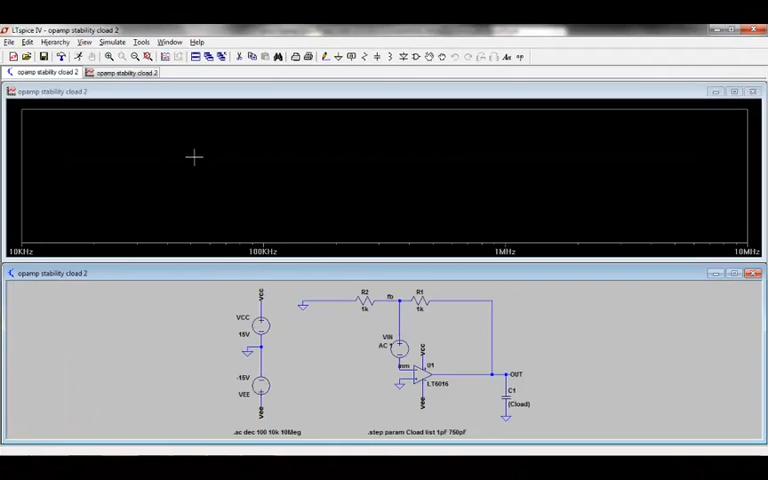 LTspice IV - opamp stability cload 2
File Edit Hierarchy View Simulate Tools Window Help
opamp stability cload 2 opamp stability cload 2
opamp stability cload 2
10KHz 100KHz 1MHz 10MHz
opamp stability cload 2
vcc
VCC
15V
-15V
VEE
vee
R2 fb R1
1k 1k
VIN
AC 1
inm
vcc
U1
LT6016
vee
OUT
C1
{Cload}
.ac dec 100 10k 10Meg .step param Cload list 1pF 750pF